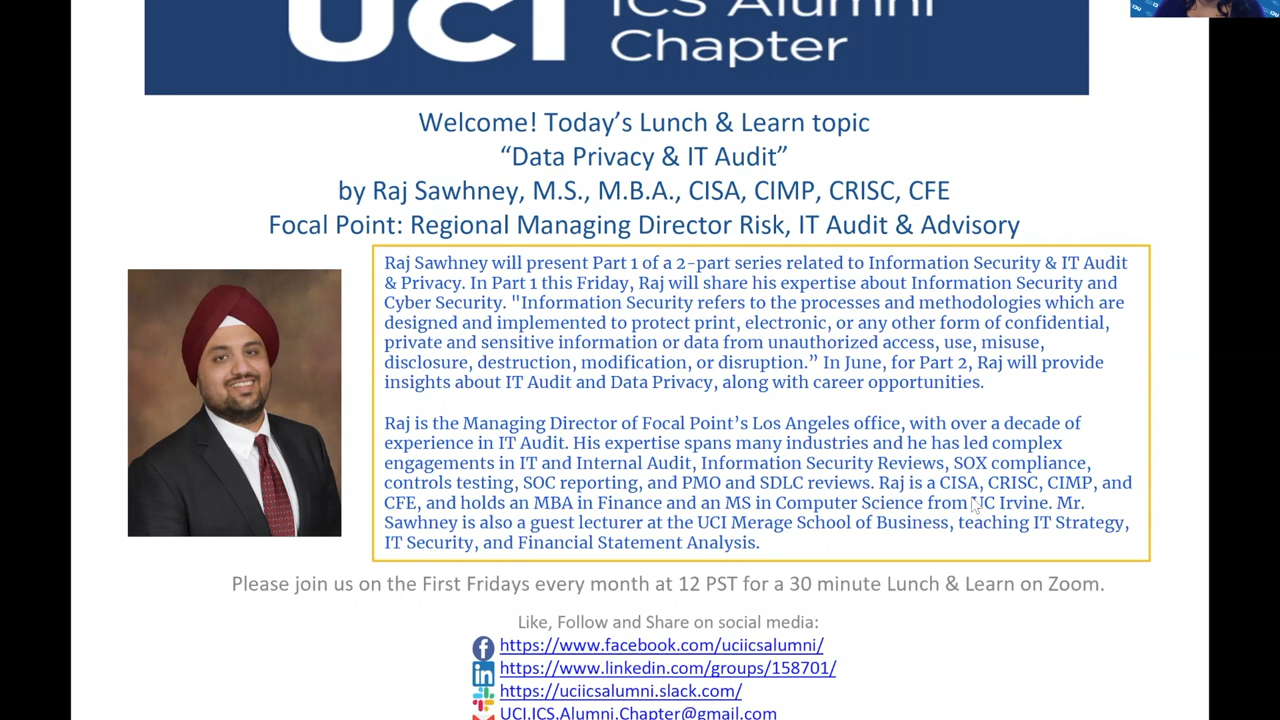 UCI ICS Alumni
Chapter
Welcome! Today's Lunch & Learn topic
“Data Privacy & IT Audit”
by Raj Sawhney, M.S., M.B.A., CISA, CIMP, CRISC, CFE
Focal Point: Regional Managing Director Risk, IT Audit & Advisory
Raj Sawhney will present Part 1 of a 2-part series related to Information Security & IT Audit
& Privacy. In Part 1 this Friday, Raj will share his expertise about Information Security and
Cyber Security. "Information Security refers to the processes and methodologies which are
designed and implemented to protect print, electronic, or any other form of confidential,
private and sensitive information or data from unauthorized access, use, misuse,
disclosure, destruction, modification, or disruption.” In June, for Part 2, Raj will provide
insights about IT Audit and Data Privacy, along with career opportunities.
Raj is the Managing Director of Focal Point’s Los Angeles office, with over a decade of
experience in IT Audit. His expertise spans many industries and he has led complex
engagements in IT and Internal Audit, Information Security Reviews, SOX compliance,
controls testing, SOC reporting, and PMO and SDLC reviews. Raj is a CISA, CRISC, CIMP, and
CFE, and holds an MBA in Finance and an MS in Computer Science from UC Irvine. Mr.
Sawhney is also a guest lecturer at the UCI Merage School of Business, teaching IT Strategy,
IT Security, and Financial Statement Analysis.
Please join us on the First Fridays every month at 12 PST for a 30 minute Lunch & Learn on Zoom.
Like, Follow and Share on social media:
https://www.facebook.com/uciicsalumni/
https://www.linkedin.com/groups/158701/
https://uciicsalumni.slack.com/
UCI.ICS.Alumni.Chapter@gmail.com